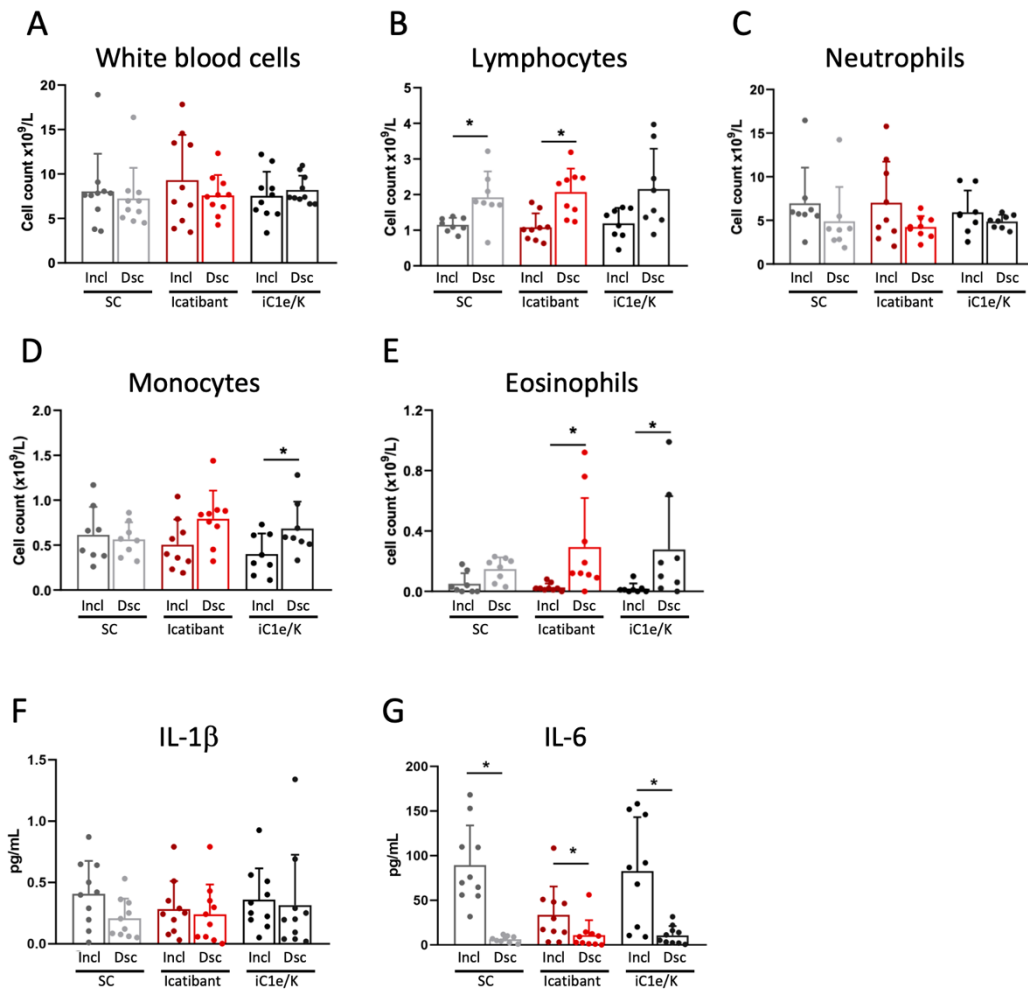 A
White blood cells
Cell count x10⁹/L
20
15
10
5
0
Incl Dsc Incl Dsc Incl Dsc
SC Icatibant iC1e/K
B
Lymphocytes
Cell count x10⁹/L
5
4
3
2
1
0
* *
Incl Dsc Incl Dsc Incl Dsc
SC Icatibant iC1e/K
C
Neutrophils
Cell count x10⁹/L
20
15
10
5
0
Incl Dsc Incl Dsc Incl Dsc
SC Icatibant iC1e/K
D
Monocytes
Cell count (x10⁹/L)
2.0
1.5
1.0
0.5
0.0
*
Incl Dsc Incl Dsc Incl Dsc
SC Icatibant iC1e/K
E
Eosinophils
cell count (x10⁹/L)
1.2
0.8
0.4
0.0
* *
Incl Dsc Incl Dsc Incl Dsc
SC Icatibant iC1e/K
F
IL-1β
pg/mL
1.5
1.0
0.5
0.0
Incl Dsc Incl Dsc Incl Dsc
SC Icatibant iC1e/K
G
IL-6
pg/mL
200
150
100
50
0
* * *
Incl Dsc Incl Dsc Incl Dsc
SC Icatibant iC1e/K